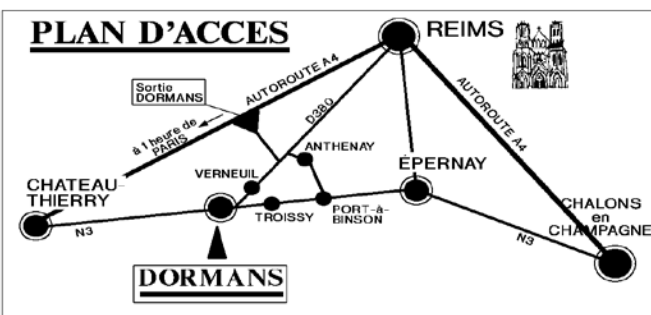 PLAN D'ACCES
REIMS
Sortie
DORMANS
AUTOROUTE A4
à 1 heure de
PARIS
D380
AUTOROUTE A4
ANTHENAY
VERNEUIL
ÉPERNAY
CHATEAU-
THIERRY
TROISSY
PORT-à-
BINSON
CHALONS
en
CHAMPAGNE
N3
N3
DORMANS